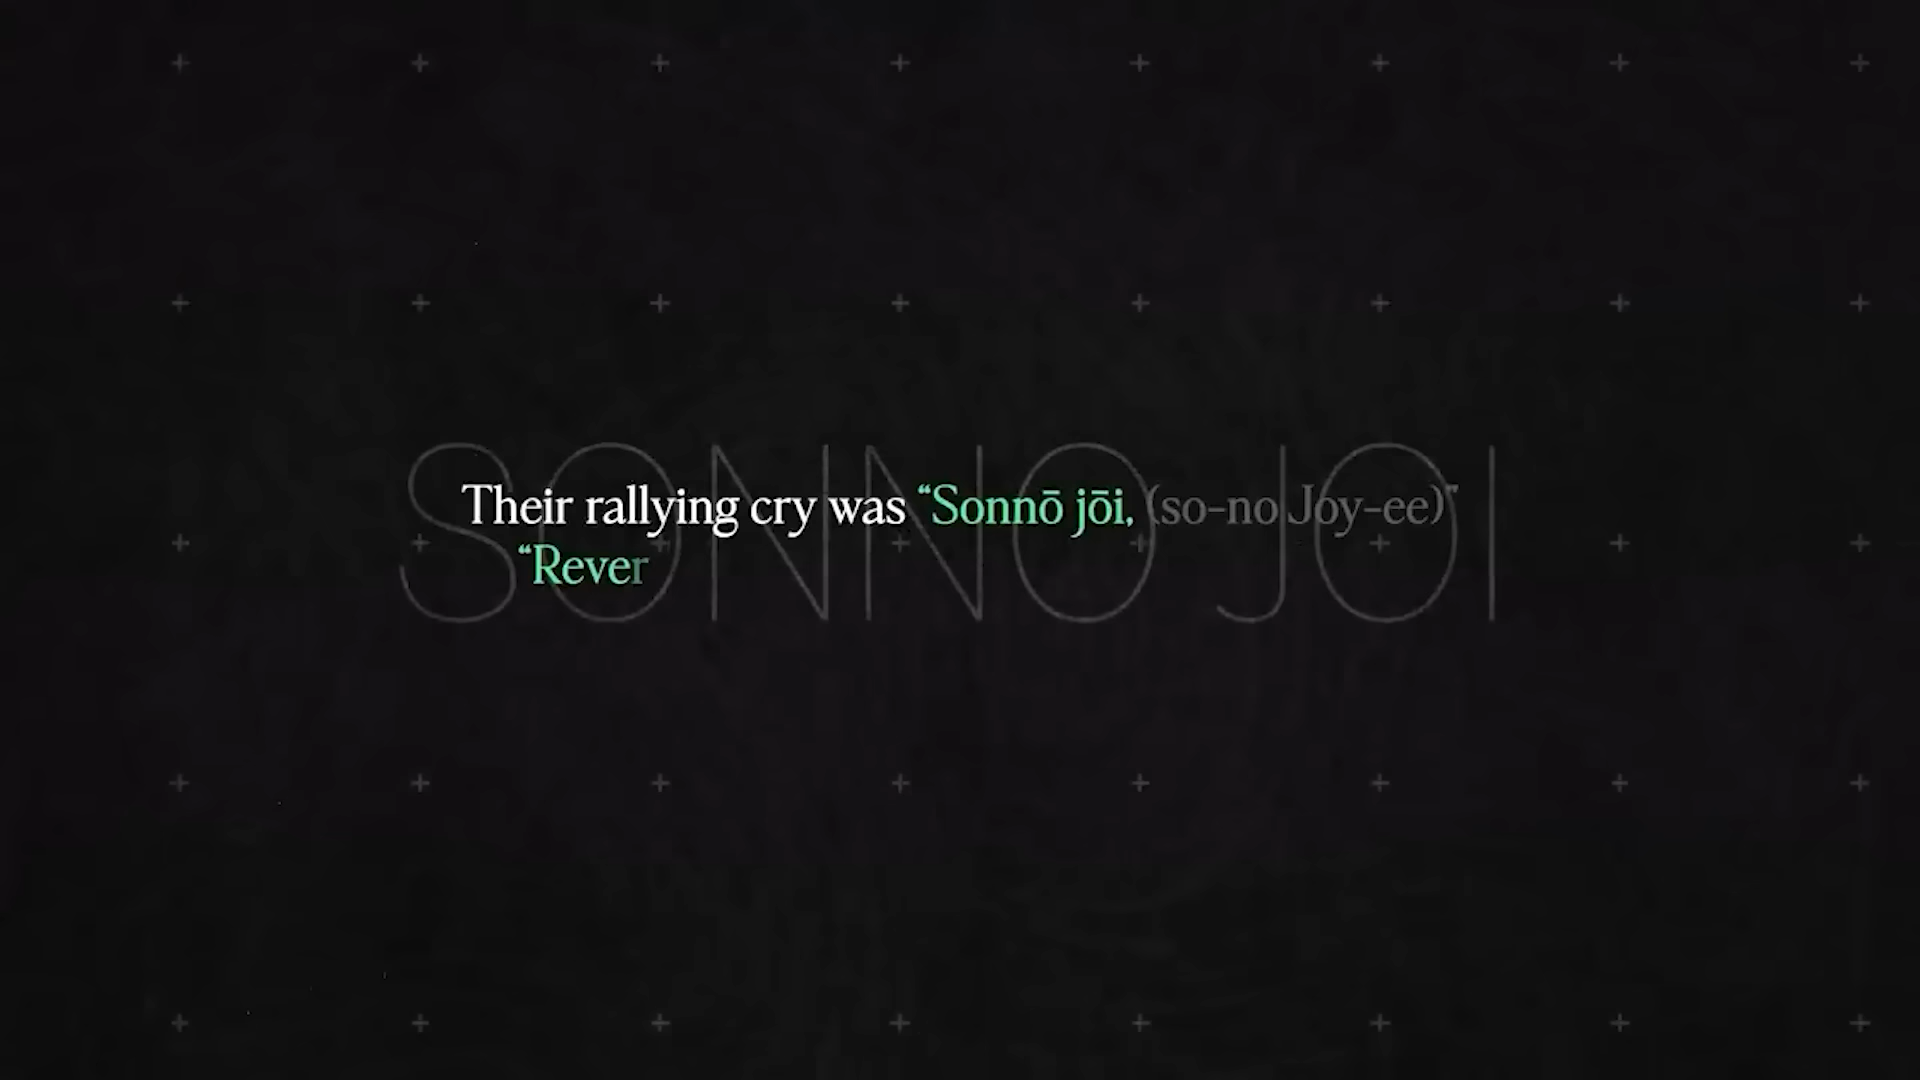 SONNO JOI
Their rallying cry was “Sonnō jōi, (so-no Joy-ee)”
“Rever